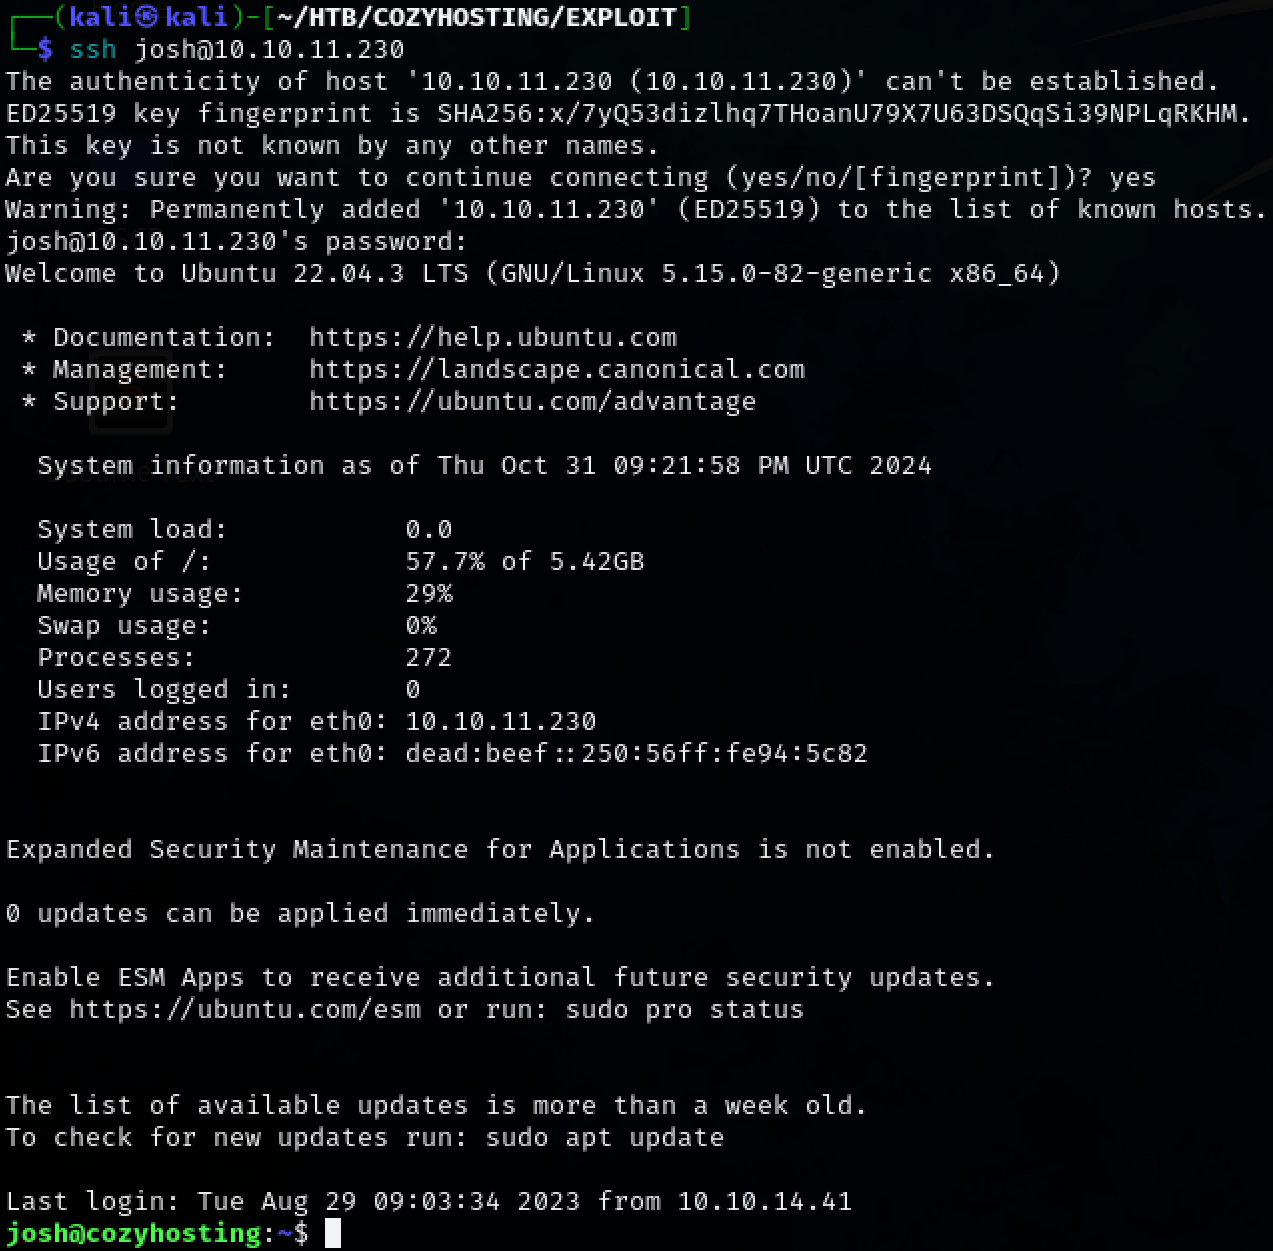 ┌──(kali㉿kali)-[~/HTB/COZYHOSTING/EXPLOIT]
└─$ ssh josh@10.10.11.230
The authenticity of host '10.10.11.230 (10.10.11.230)' can't be established.
ED25519 key fingerprint is SHA256:x/7yQ53dizlhq7THoanU79X7U63DSQqSi39NPLqRKHM.
This key is not known by any other names.
Are you sure you want to continue connecting (yes/no/[fingerprint])? yes
Warning: Permanently added '10.10.11.230' (ED25519) to the list of known hosts.
josh@10.10.11.230's password:
Welcome to Ubuntu 22.04.3 LTS (GNU/Linux 5.15.0-82-generic x86_64)

 * Documentation:  https://help.ubuntu.com
 * Management:     https://landscape.canonical.com
 * Support:        https://ubuntu.com/advantage

  System information as of Thu Oct 31 09:21:58 PM UTC 2024

  System load:           0.0
  Usage of /:            57.7% of 5.42GB
  Memory usage:          29%
  Swap usage:            0%
  Processes:             272
  Users logged in:       0
  IPv4 address for eth0: 10.10.11.230
  IPv6 address for eth0: dead:beef::250:56ff:fe94:5c82


Expanded Security Maintenance for Applications is not enabled.

0 updates can be applied immediately.

Enable ESM Apps to receive additional future security updates.
See https://ubuntu.com/esm or run: sudo pro status


The list of available updates is more than a week old.
To check for new updates run: sudo apt update

Last login: Tue Aug 29 09:03:34 2023 from 10.10.14.41
josh@cozyhosting:~$